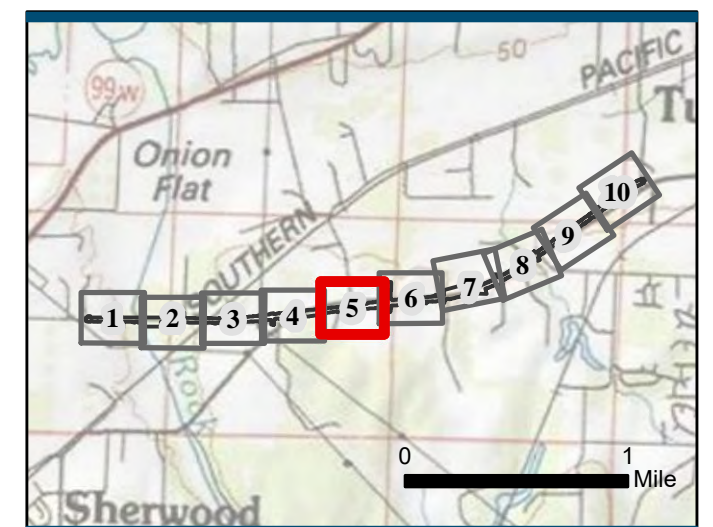 50
PACIFIC
99W
Tu
Onion
Flat
SOUTHERN
10
9
8
7
6
5
4
3
2
1
Rock
0 1
Mile
Sherwood